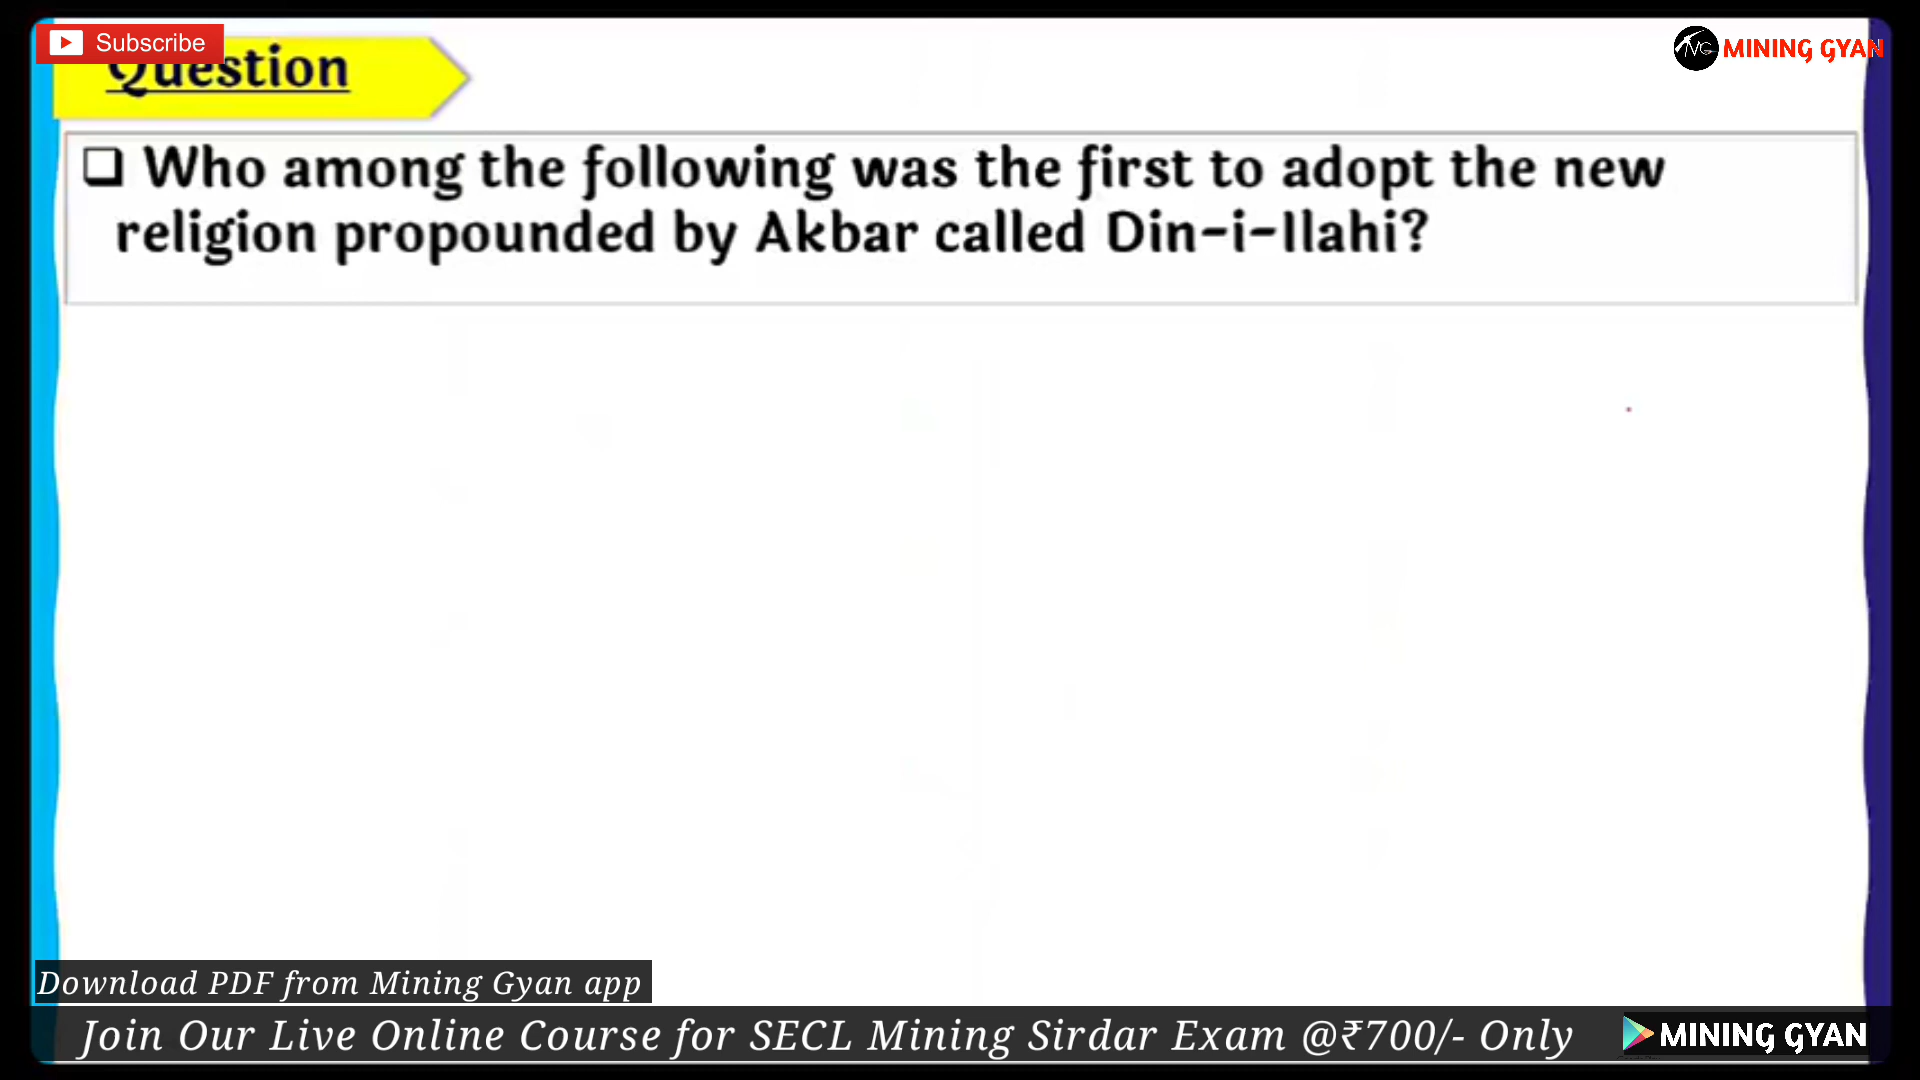 Subscribe
MINING GYAN
Question
Who among the following was the first to adopt the new
religion propounded by Akbar called Din-i-Ilahi?
Download PDF from Mining Gyan app
Join Our Live Online Course for SECL Mining Sirdar Exam @₹700/- Only
MINING GYAN